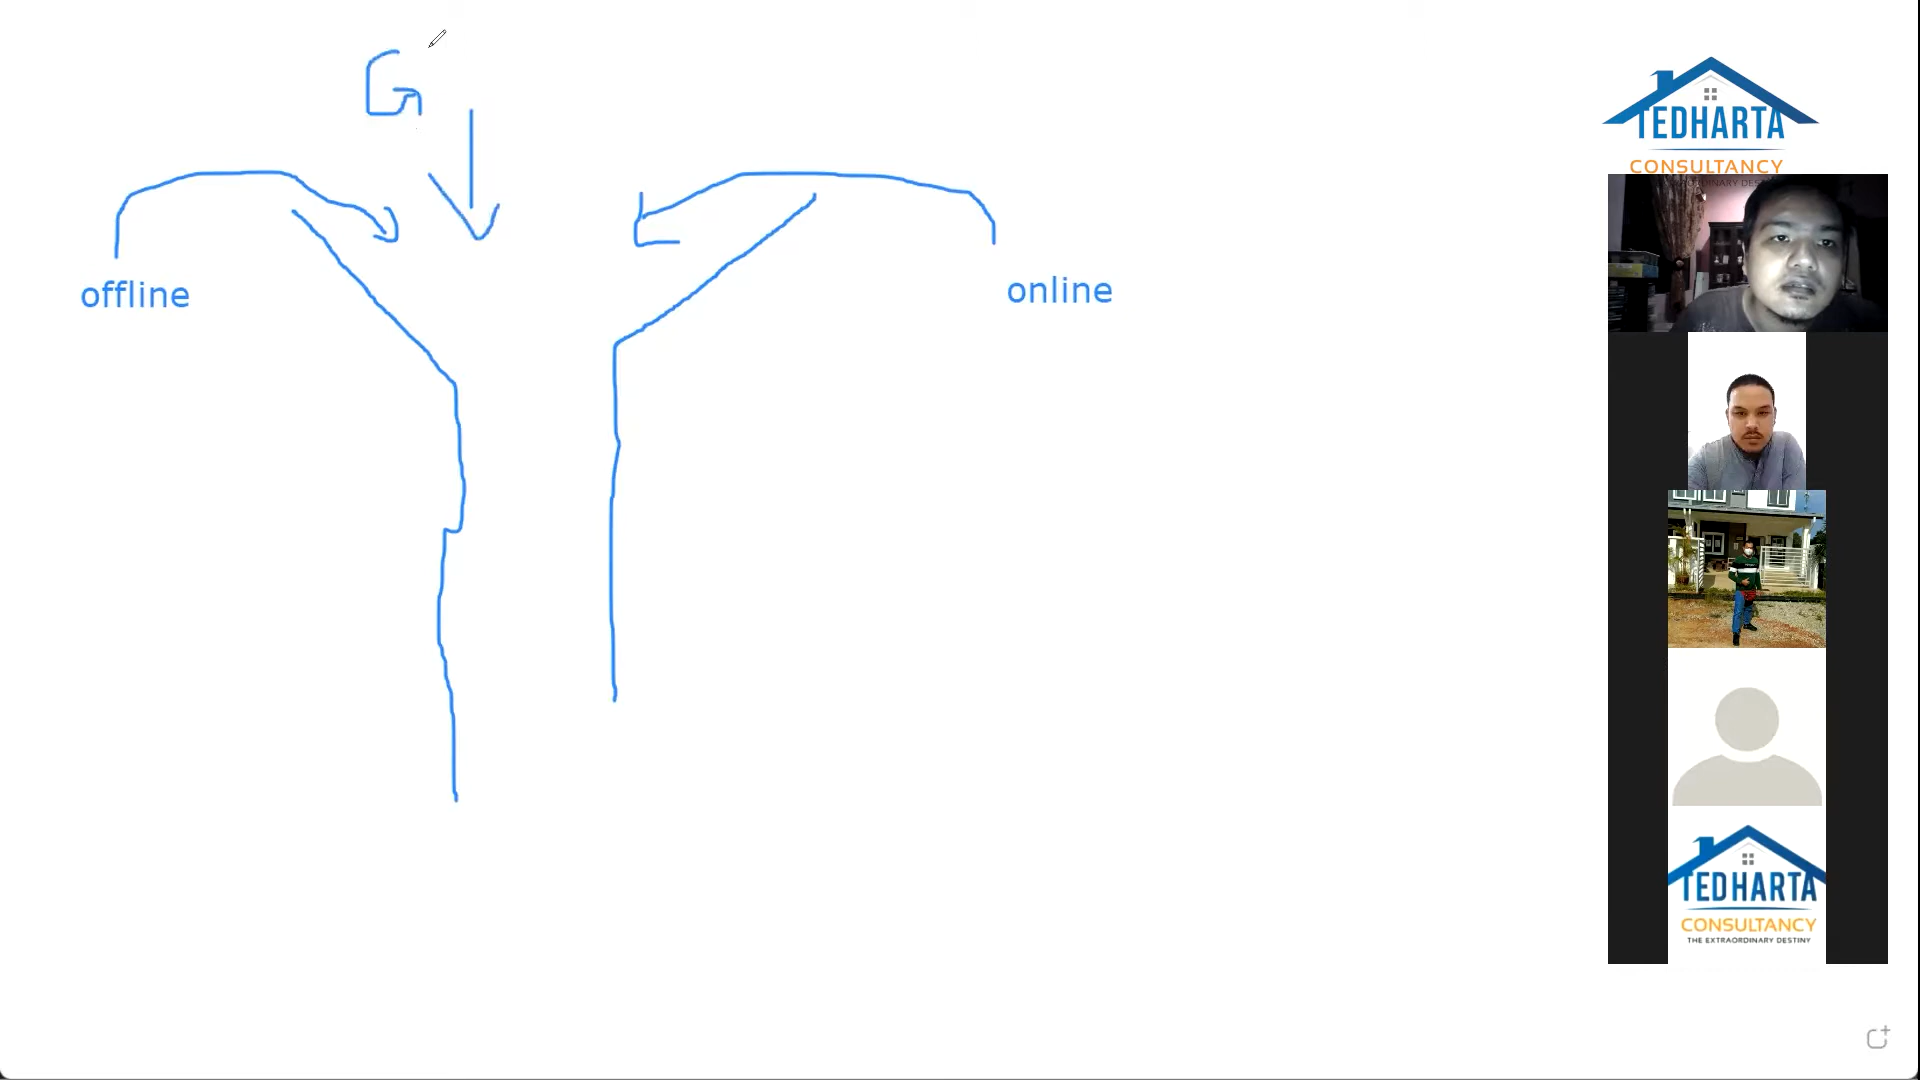 G
offline
online
TEDHARTA
CONSULTANCY
TEDHARTA
CONSULTANCY
THE EXTRAORDINARY DESTINY